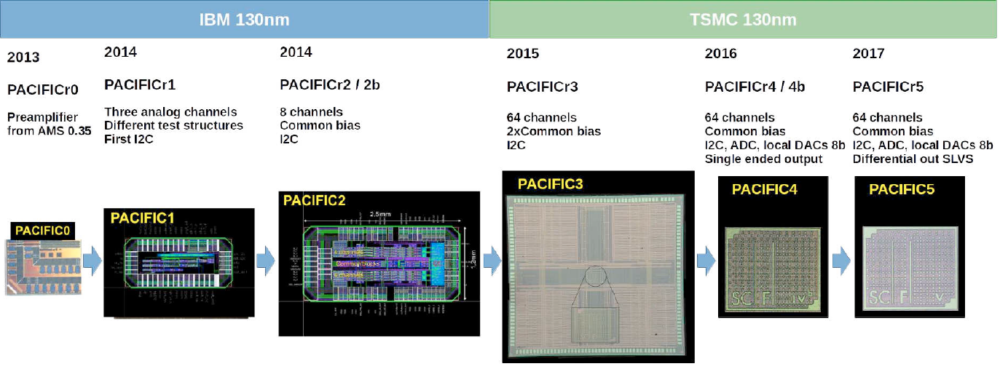 IBM 130nm
TSMC 130nm
2013
PACIFICr0
Preamplifier
from AMS 0.35
2014
PACIFICr1
Three analog channels
Different test structures
First I2C
2014
PACIFICr2 / 2b
8 channels
Common bias
I2C
2015
PACIFICr3
64 channels
2xCommon bias
I2C
2016
PACIFICr4 / 4b
64 channels
Common bias
I2C, ADC, local DACs 8b
Single ended output
2017
PACIFICr5
64 channels
Common bias
I2C, ADC, local DACs 8b
Differential out SLVS
PACIFIC0
PACIFIC1
PACIFIC2
2,5mm
1,2mm
4 channels
Common blocks
4 channels
PACIFIC3
PACIFIC4
SCIF ivb
PACIFIC5
SCIF v